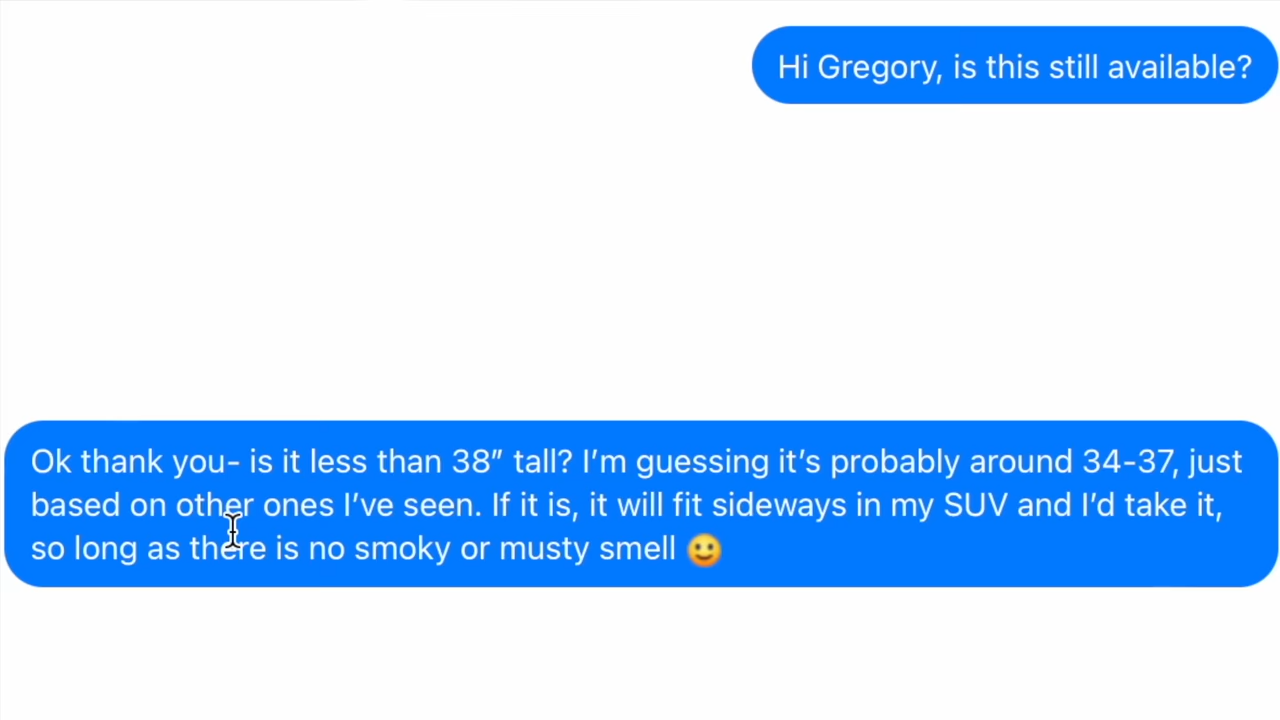 Hi Gregory, is this still available?
Ok thank you- is it less than 38” tall? I’m guessing it’s probably around 34-37, just
based on other ones I’ve seen. If it is, it will fit sideways in my SUV and I’d take it,
so long as there is no smoky or musty smell 🙂